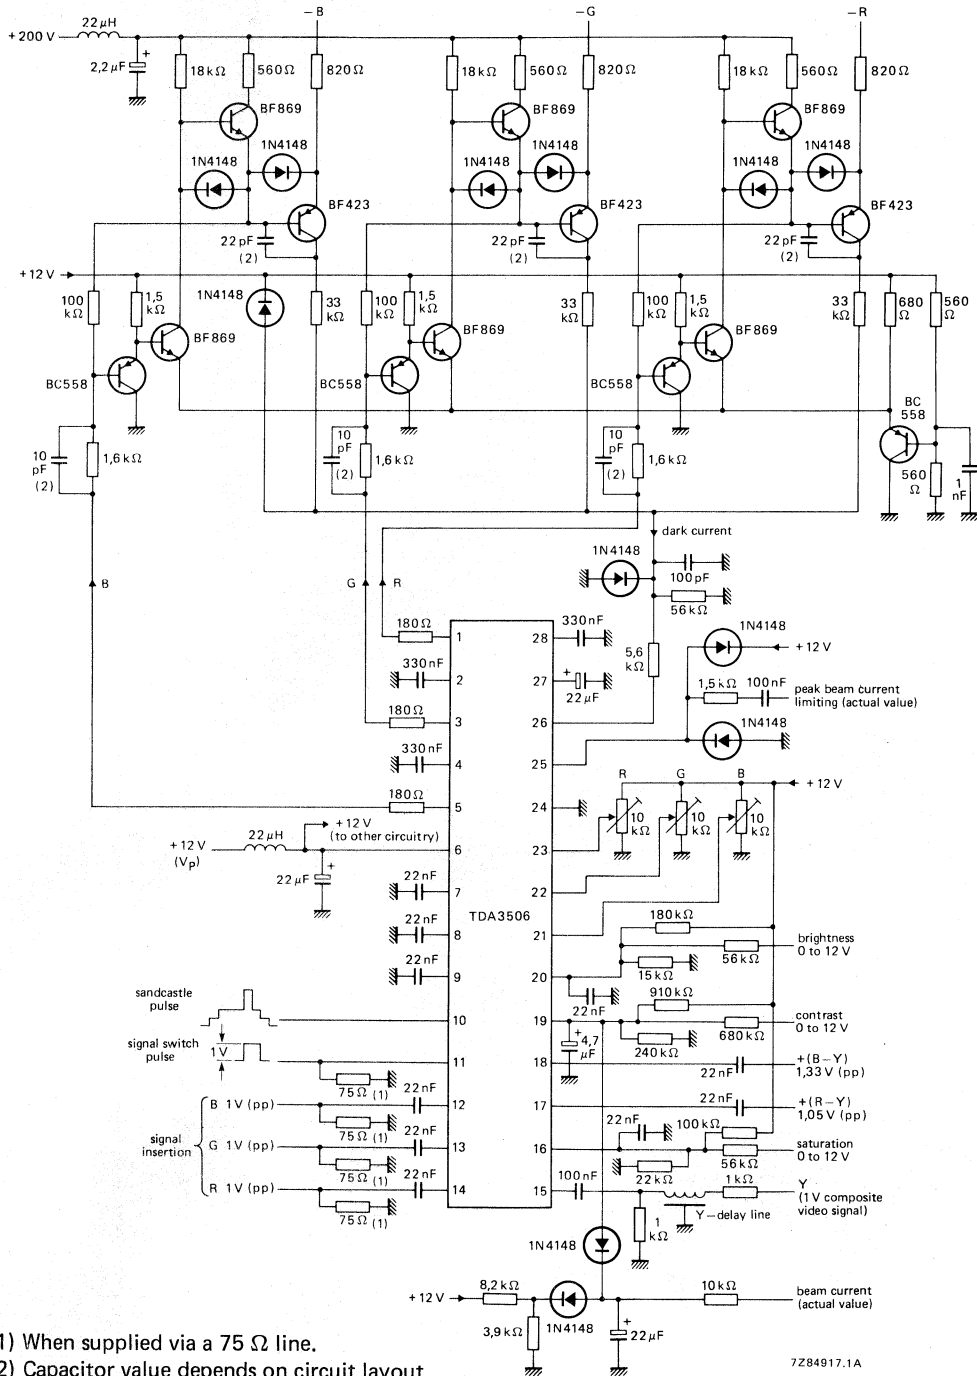 −B
−G
−R
+200 V
22 µH
2,2 µF
+
18 kΩ
560 Ω
820 Ω
18 kΩ
560 Ω
820 Ω
18 kΩ
560 Ω
820 Ω
BF869
BF869
BF869
1N4148
1N4148
1N4148
1N4148
1N4148
1N4148
BF423
BF423
BF423
22 pF
(2)
22 pF
(2)
22 pF
(2)
+12 V
100 kΩ
1,5 kΩ
1N4148
33 kΩ
100 kΩ
1,5 kΩ
33 kΩ
100 kΩ
1,5 kΩ
33 kΩ
680 Ω
560 Ω
BF869
BF869
BF869
BC558
BC558
BC558
BC 558
10 pF (2)
1,6 kΩ
10 pF (2)
1,6 kΩ
10 pF (2)
1,6 kΩ
560 Ω
1 nF
dark current
1N4148
100 pF
56 kΩ
B
G
R
180 Ω
1
28
330 nF
5,6 kΩ
1N4148
+12 V
330 nF
2
27
+
22 µF
1,5 kΩ
100 nF
peak beam current
limiting (actual value)
180 Ω
3
26
1N4148
330 nF
4
25
R
G
B
+12 V
180 Ω
5
24
10 kΩ
10 kΩ
10 kΩ
+12 V
(Vp)
22 µH
+12 V
(to other circuitry)
6
23
22 µF
+
22 nF
7
22
TDA3506
22 nF
8
21
180 kΩ
brightness
0 to 12 V
56 kΩ
22 nF
9
20
15 kΩ
22 nF
910 kΩ
sandcastle
pulse
10
19
contrast
0 to 12 V
680 kΩ
+
4,7 µF
240 kΩ
signal switch
pulse
1 V
11
18
22 nF
+(B−Y)
1,33 V (pp)
75 Ω (1)
signal
insertion
B 1 V (pp)
22 nF
12
17
22 nF
+(R−Y)
1,05 V (pp)
75 Ω (1)
22 nF
100 kΩ
G 1 V (pp)
22 nF
13
16
saturation
0 to 12 V
56 kΩ
75 Ω (1)
22 kΩ
R 1 V (pp)
22 nF
14
15
100 nF
1 kΩ
Y
(1 V composite
video signal)
75 Ω (1)
Y−delay line
1 kΩ
1N4148
+12 V
8,2 kΩ
10 kΩ
beam current
(actual value)
3,9 kΩ
1N4148
+
22 µF
1) When supplied via a 75 Ω line.
2) Capacitor value depends on circuit layout
7Z84917.1A